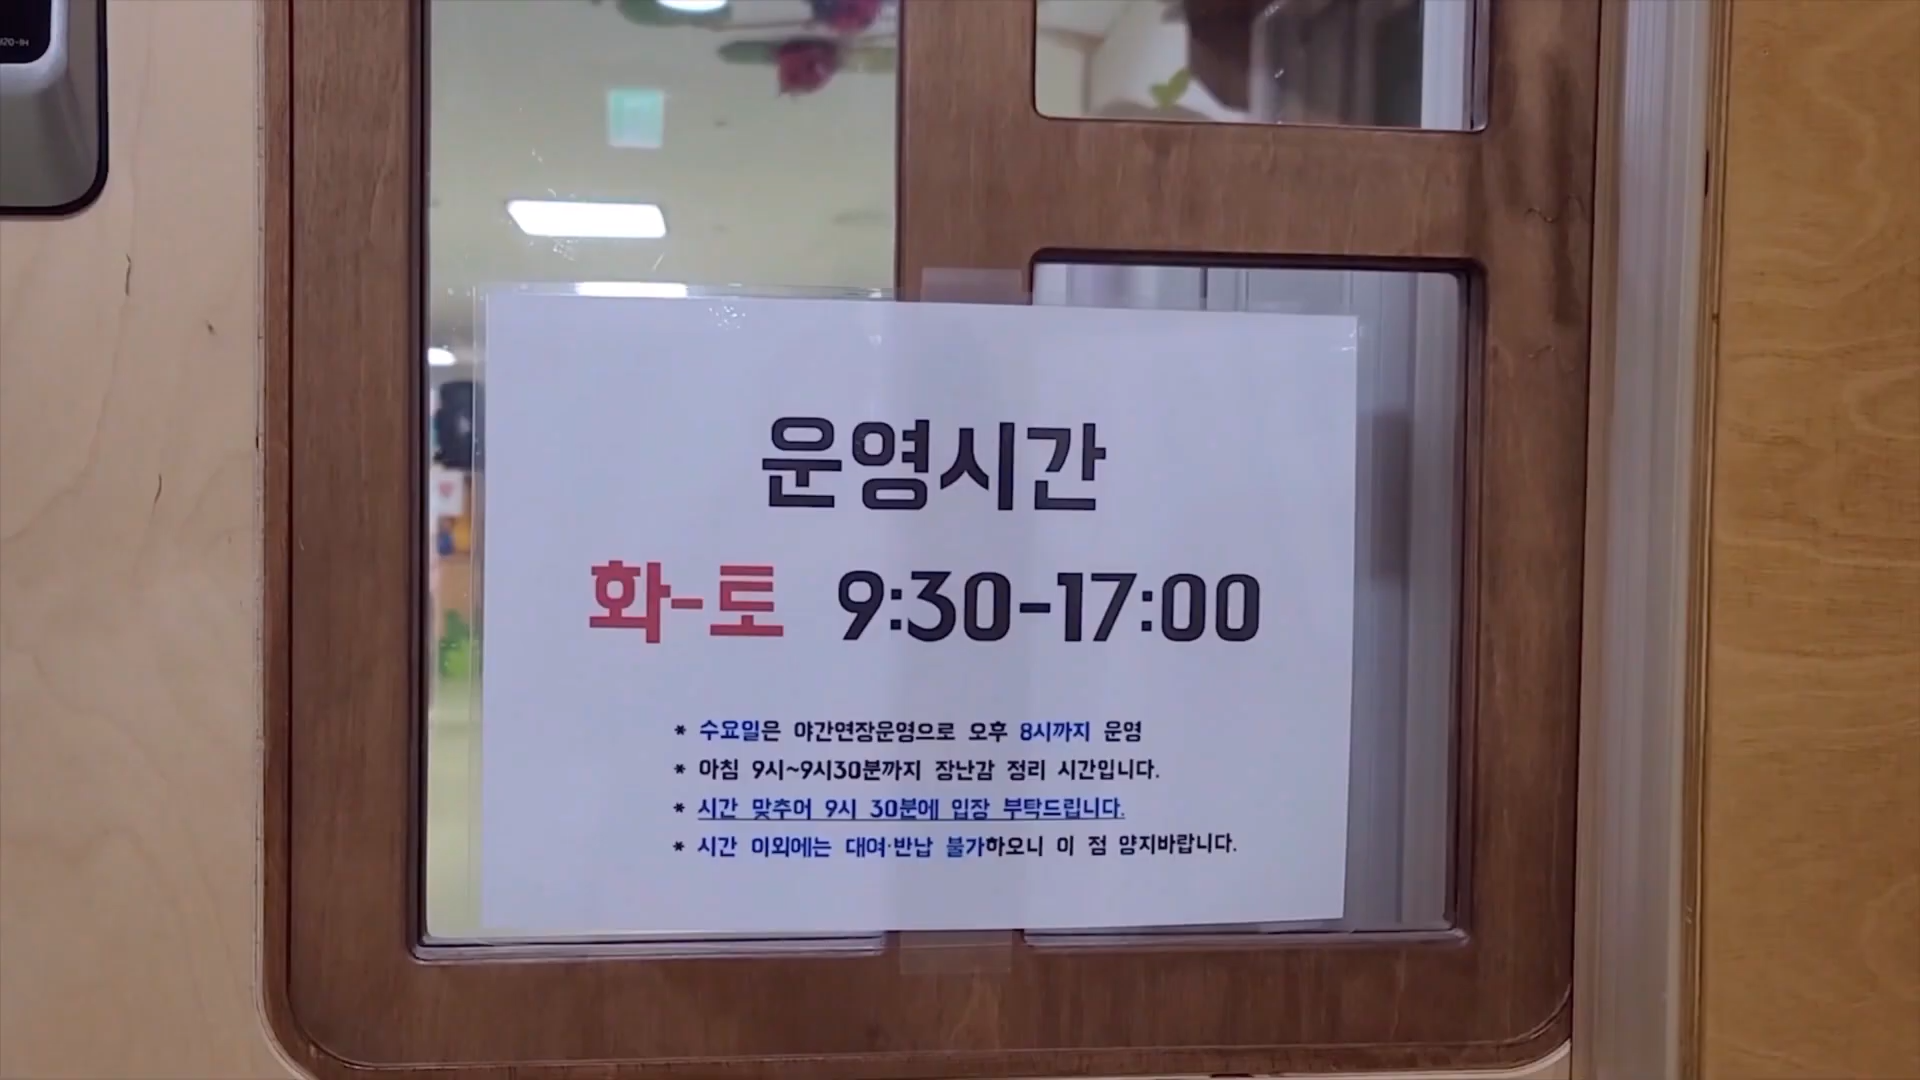 운영시간
화-토 9:30-17:00
* 수요일은 야간연장운영으로 오후 8시까지 운영
* 아침 9시~9시30분까지 장난감 정리 시간입니다.
* 시간 맞추어 9시 30분에 입장 부탁드립니다.
* 시간 이외에는 대여·반납 불가하오니 이 점 양지바랍니다.